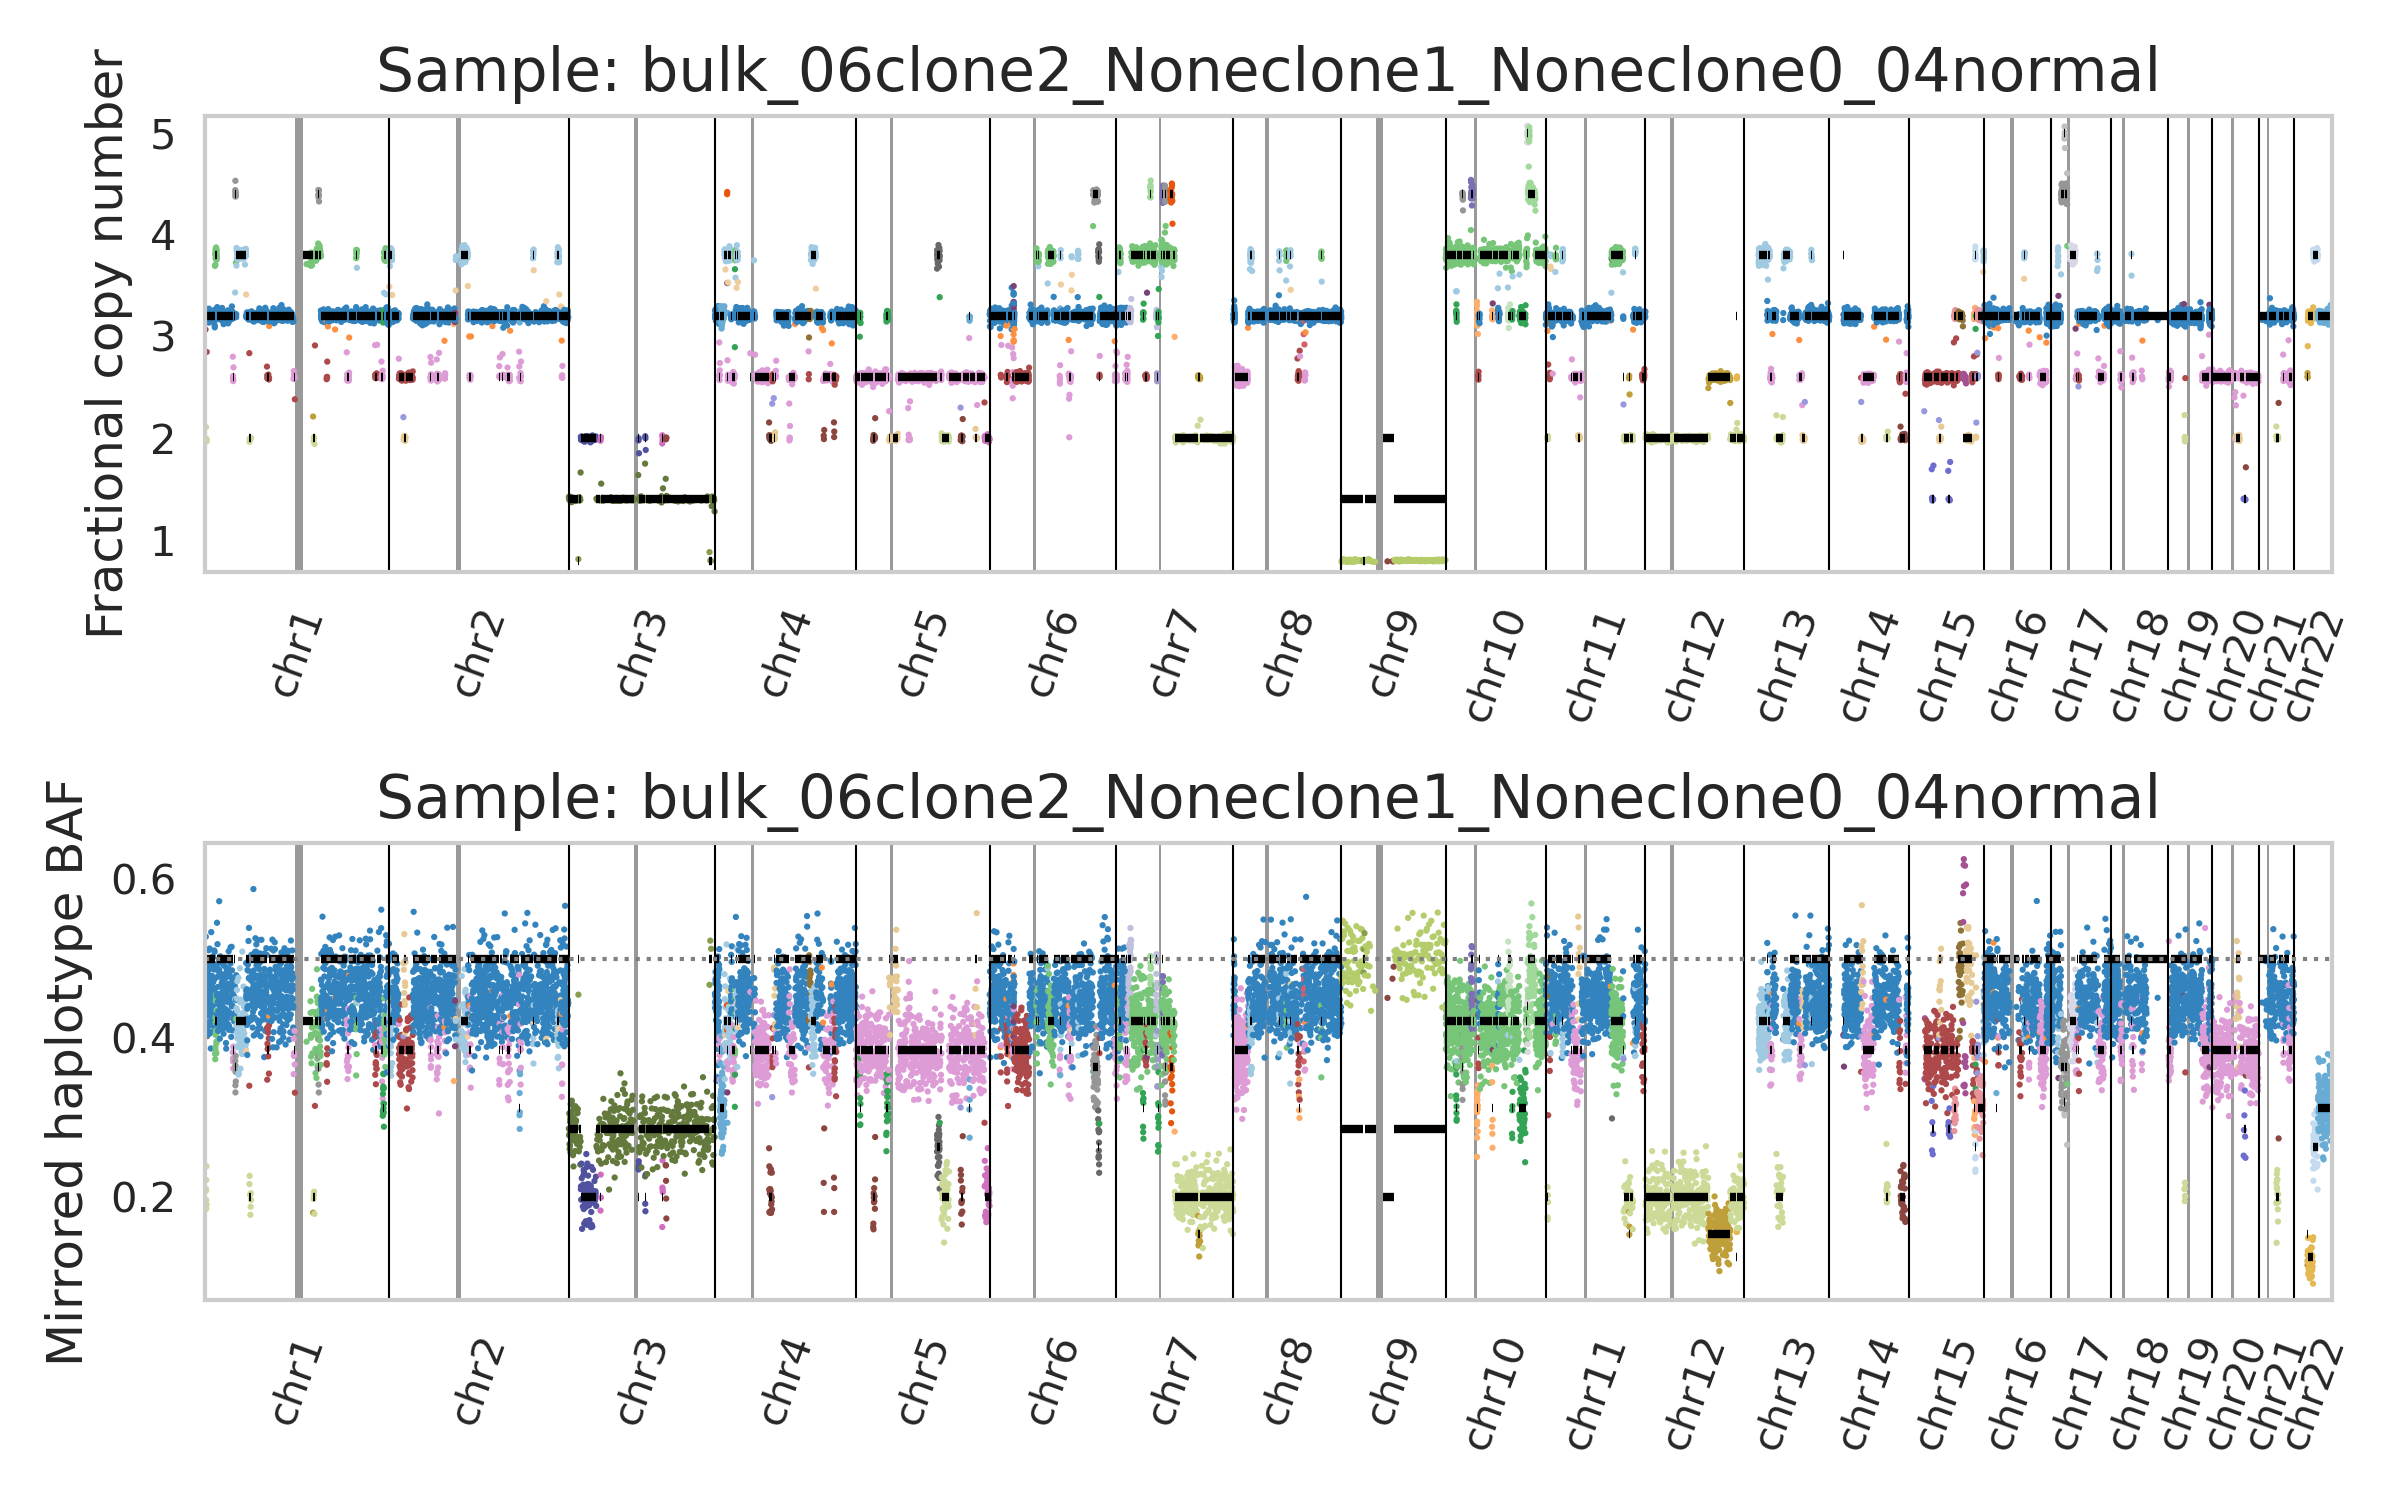 Sample: bulk_06clone2_Noneclone1_Noneclone0_04normal
Fractional copy number
5
4
3
2
1
chr1
chr2
chr3
chr4
chr5
chr6
chr7
chr8
chr9
chr10
chr11
chr12
chr13
chr14
chr15
chr16
chr17
chr18
chr19
chr20
chr21
chr22
Sample: bulk_06clone2_Noneclone1_Noneclone0_04normal
Mirrored haplotype BAF
0.6
0.4
0.2
chr1
chr2
chr3
chr4
chr5
chr6
chr7
chr8
chr9
chr10
chr11
chr12
chr13
chr14
chr15
chr16
chr17
chr18
chr19
chr20
chr21
chr22